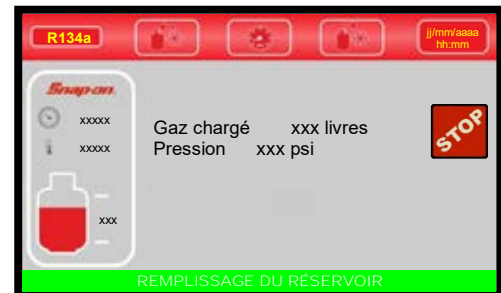 R134a
jj/mm/aaaa
hh:mm
Snap-on
xxxxx
xxxxx
xxx
Gaz chargé xxx livres
Pression xxx psi
STOP
REMPLISSAGE DU RÉSERVOIR